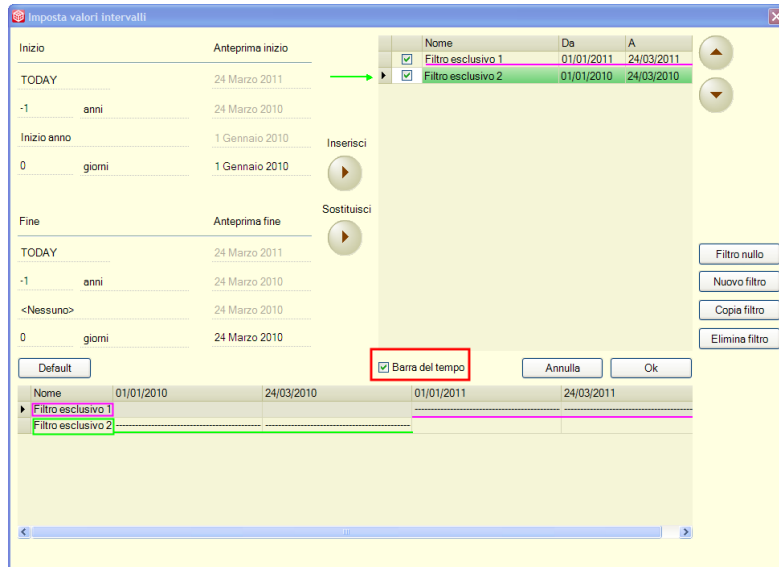 Imposta valori intervalli
Inizio Anteprima inizio
TODAY 24 Marzo 2011
-1 anni 24 Marzo 2010
Inizio anno 1 Gennaio 2010
0 giorni 1 Gennaio 2010
Inserisci
Sostituisci
Fine Anteprima fine
TODAY 24 Marzo 2011
-1 anni 24 Marzo 2010
<Nessuno> 24 Marzo 2010
0 giorni 24 Marzo 2010
Nome Da A
Filtro esclusivo 1 01/01/2011 24/03/2011
Filtro esclusivo 2 01/01/2010 24/03/2010
Filtro nullo
Nuovo filtro
Copia filtro
Elimina filtro
Default Barra del tempo Annulla Ok
Nome 01/01/2010 24/03/2010 01/01/2011 24/03/2011
Filtro esclusivo 1
Filtro esclusivo 2